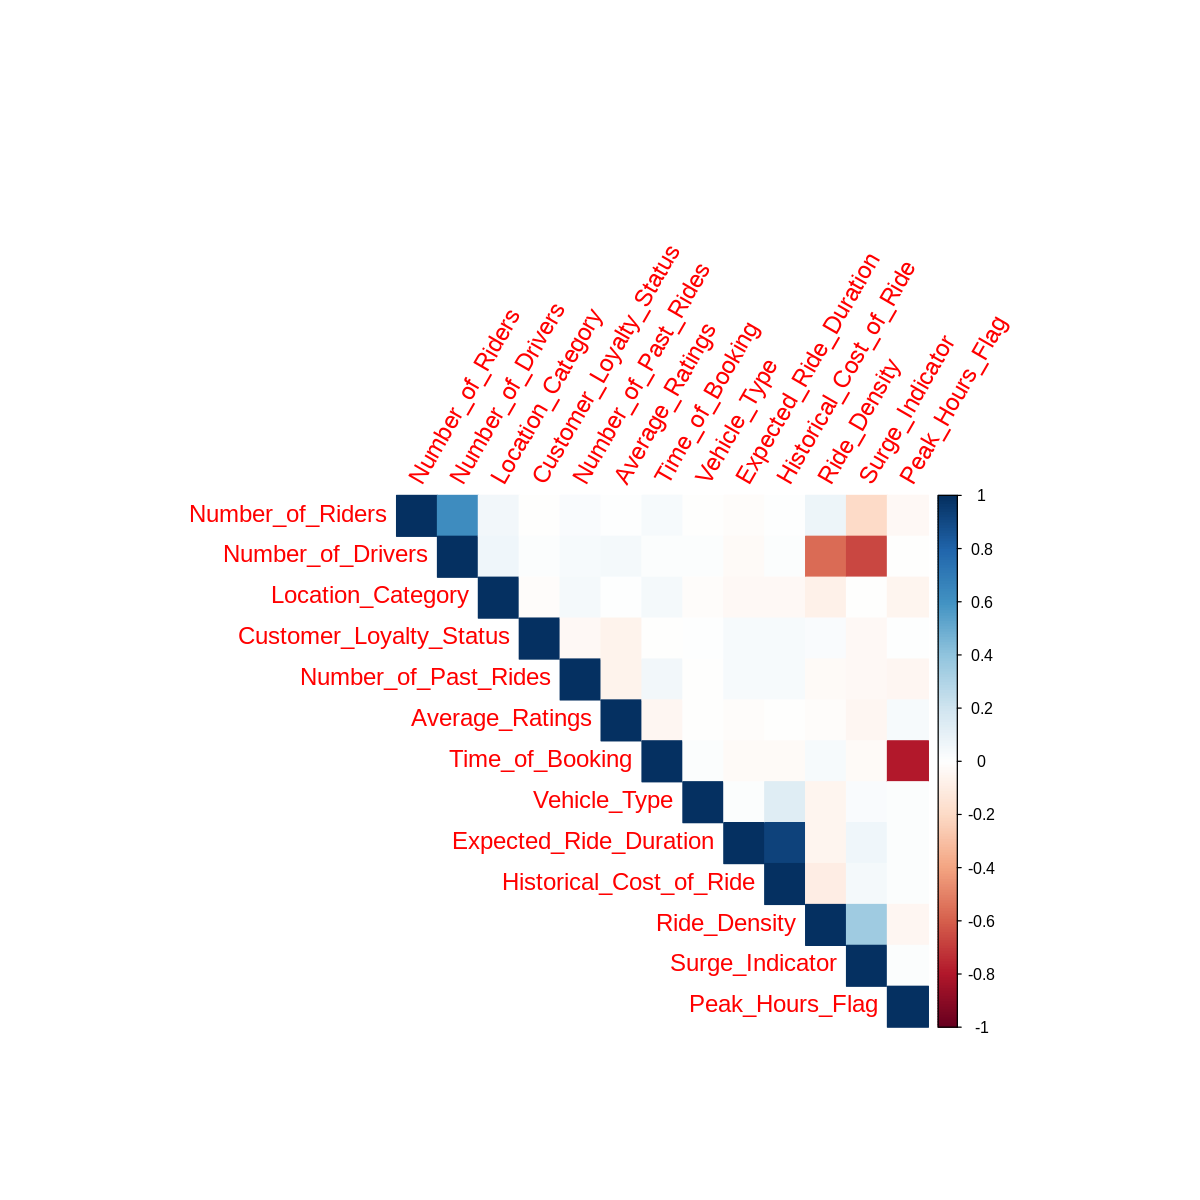 Number_of_Riders
Number_of_Drivers
Location_Category
Customer_Loyalty_Status
Number_of_Past_Rides
Average_Ratings
Time_of_Booking
Vehicle_Type
Expected_Ride_Duration
Historical_Cost_of_Ride
Ride_Density
Surge_Indicator
Peak_Hours_Flag
Number_of_Riders
Number_of_Drivers
Location_Category
Customer_Loyalty_Status
Number_of_Past_Rides
Average_Ratings
Time_of_Booking
Vehicle_Type
Expected_Ride_Duration
Historical_Cost_of_Ride
Ride_Density
Surge_Indicator
Peak_Hours_Flag
1
0.8
0.6
0.4
0.2
0
-0.2
-0.4
-0.6
-0.8
-1